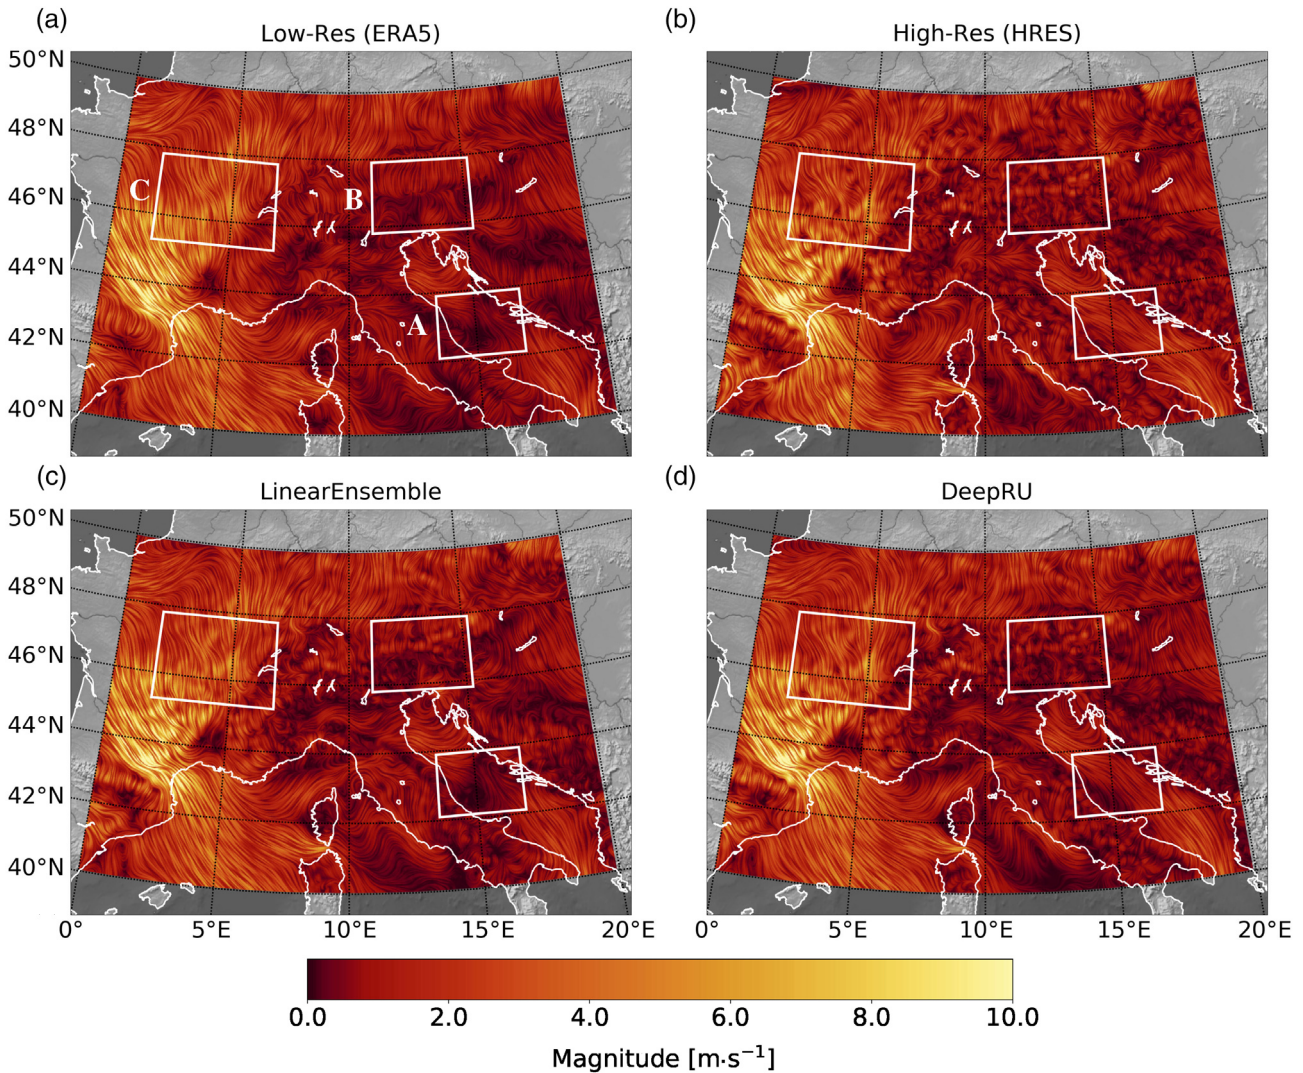 (a)
Low-Res (ERA5)
(b)
High-Res (HRES)
50°N
48°N
46°N
44°N
42°N
40°N
C
B
A
(c)
LinearEnsemble
(d)
DeepRU
50°N
48°N
46°N
44°N
42°N
40°N
0° 5°E 10°E 15°E 20°E
0° 5°E 10°E 15°E 20°E
0.0 2.0 4.0 6.0 8.0 10.0
Magnitude [m·s⁻¹]